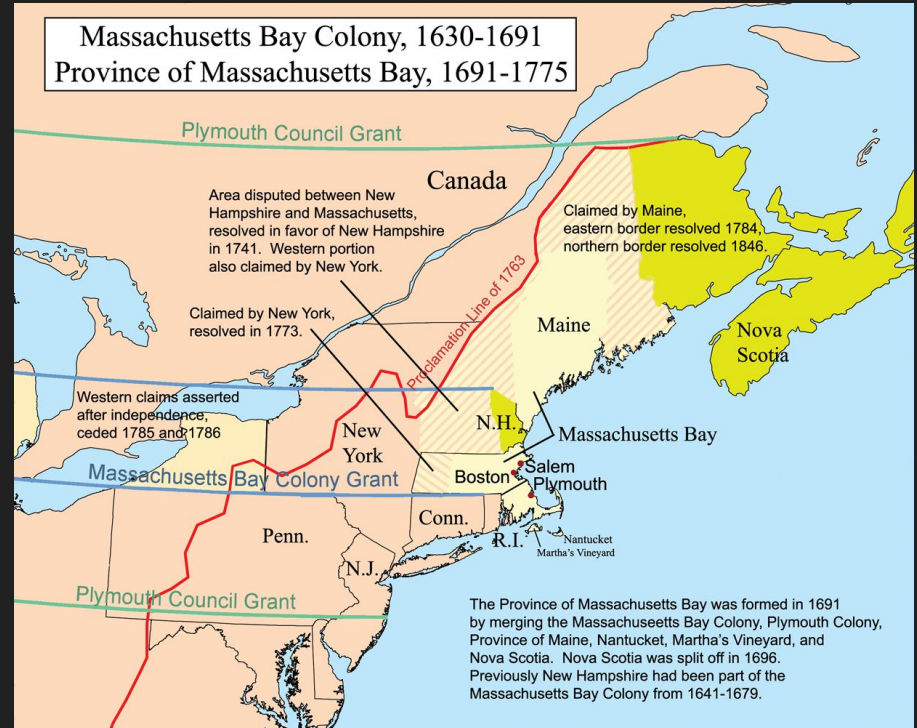 Massachusetts Bay Colony, 1630-1691
Province of Massachusetts Bay, 1691-1775
Plymouth Council Grant
Canada
Area disputed between New
Hampshire and Massachusetts,
resolved in favor of New Hampshire
in 1741. Western portion
also claimed by New York.
Claimed by Maine,
eastern border resolved 1784,
northern border resolved 1846.
Claimed by New York,
resolved in 1773.
Proclamation Line of 1763
Maine
Nova
Scotia
Western claims asserted
after independence,
ceded 1785 and 1786
New
York
N.H.
Massachusetts Bay
Massachusetts Bay Colony Grant
Boston
Salem
Plymouth
Conn.
Penn.
R.I.
Nantucket
Martha's Vineyard
N.J.
Plymouth Council Grant
The Province of Massachusetts Bay was formed in 1691
by merging the Massachuseetts Bay Colony, Plymouth Colony,
Province of Maine, Nantucket, Martha's Vineyard, and
Nova Scotia. Nova Scotia was split off in 1696.
Previously New Hampshire had been part of the
Massachusetts Bay Colony from 1641-1679.